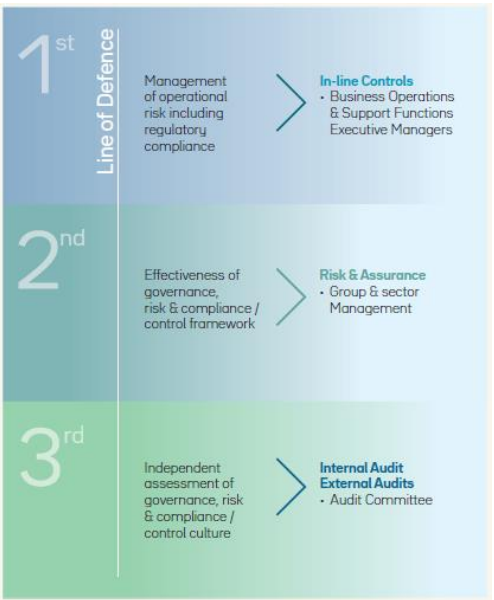 1st
Line of Defence
Management
of operational
risk including
regulatory
compliance
In-line Controls
· Business Operations
& Support Functions
Executive Managers
2nd
Effectiveness of
governance,
risk & compliance /
control framework
Risk & Assurance
· Group & sector
Management
3rd
Independent
assessment of
governance, risk
& compliance /
control culture
Internal Audit
External Audits
· Audit Committee